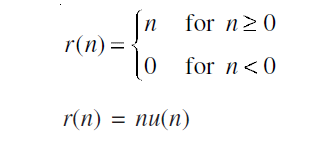 r(n) = { n for n ≥ 0
0 for n < 0
r(n) = nu(n)